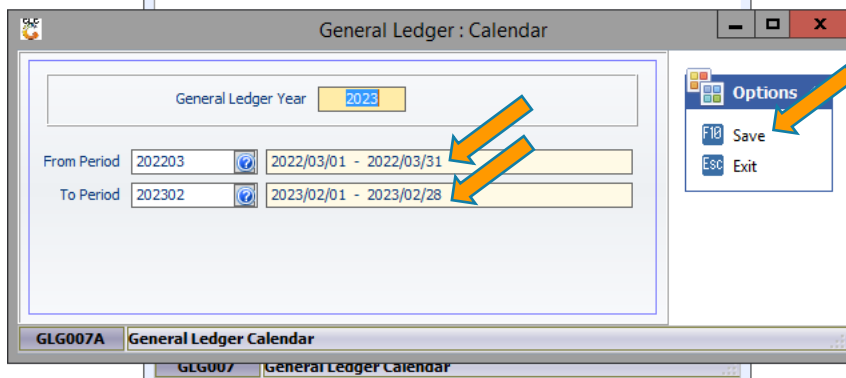 General Ledger : Calendar
General Ledger Year 2023
From Period 202203 2022/03/01 - 2022/03/31
To Period 202302 2023/02/01 - 2023/02/28
Options
F10 Save
Esc Exit
GLG007A General Ledger Calendar
GLG007 General Ledger Calendar